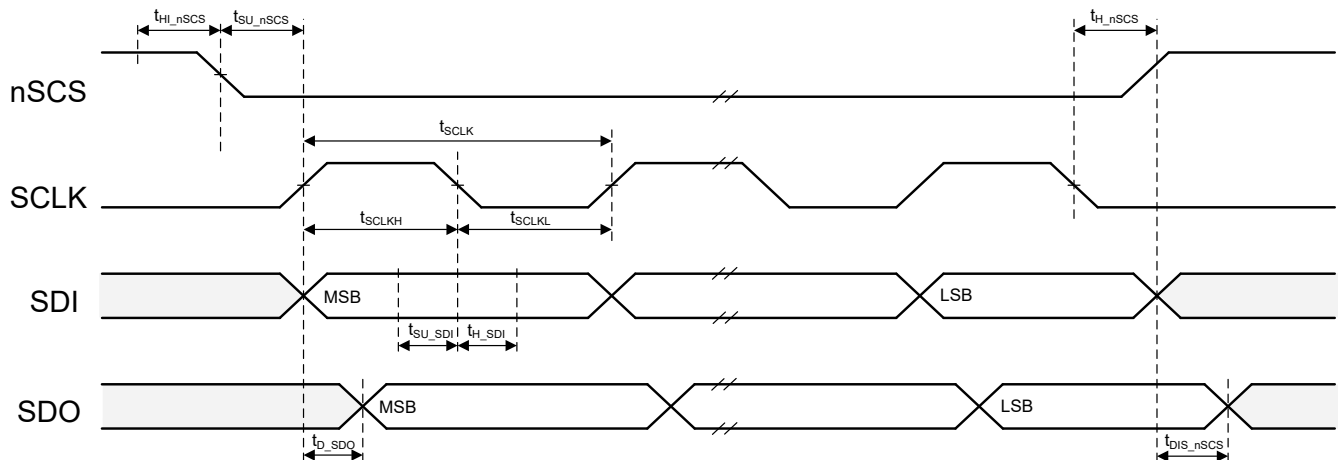 tHI_nSCS tSU_nSCS tH_nSCS
nSCS
tSCLK
SCLK
tSCLKH tSCLKL
SDI MSB LSB
tSU_SDI tH_SDI
SDO MSB LSB
tD_SDO tDIS_nSCS